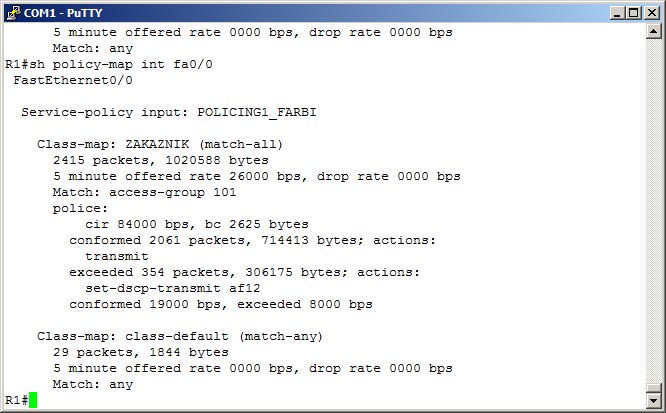 COM1 - PuTTY
5 minute offered rate 0000 bps, drop rate 0000 bps
Match: any
R1#sh policy-map int fa0/0
FastEthernet0/0
Service-policy input: POLICING1_FARBI
Class-map: ZAKAZNIK (match-all)
2415 packets, 1020588 bytes
5 minute offered rate 26000 bps, drop rate 0000 bps
Match: access-group 101
police:
cir 84000 bps, bc 2625 bytes
conformed 2061 packets, 714413 bytes; actions:
transmit
exceeded 354 packets, 306175 bytes; actions:
set-dscp-transmit af12
conformed 19000 bps, exceeded 8000 bps
Class-map: class-default (match-any)
29 packets, 1844 bytes
5 minute offered rate 0000 bps, drop rate 0000 bps
Match: any
R1#